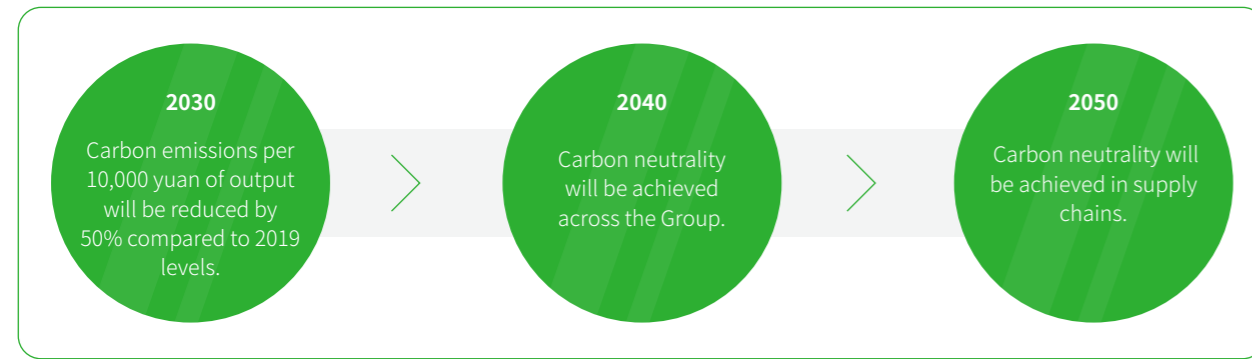 2030
Carbon emissions per
10,000 yuan of output
will be reduced by
50% compared to 2019
levels.
2040
Carbon neutrality
will be achieved
across the Group.
2050
Carbon neutrality will
be achieved in supply
chains.